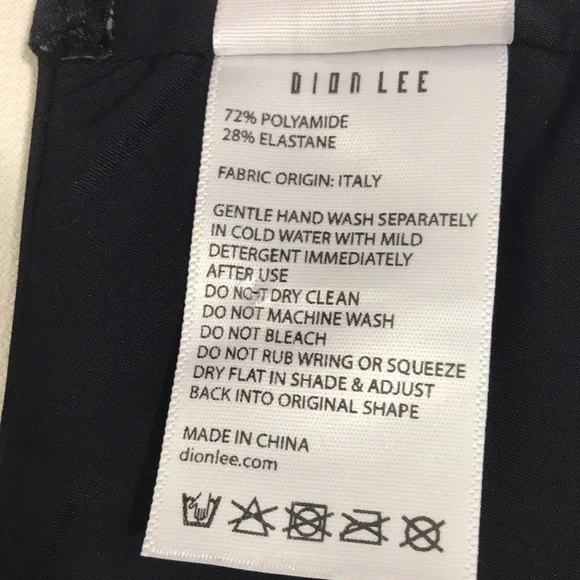 DION LEE
72% POLYAMIDE
28% ELASTANE
FABRIC ORIGIN: ITALY
GENTLE HAND WASH SEPARATELY
IN COLD WATER WITH MILD
DETERGENT IMMEDIATELY
AFTER USE
DO NOT DRY CLEAN
DO NOT MACHINE WASH
DO NOT BLEACH
DO NOT RUB WRING OR SQUEEZE
DRY FLAT IN SHADE & ADJUST
BACK INTO ORIGINAL SHAPE
MADE IN CHINA
dionlee.com